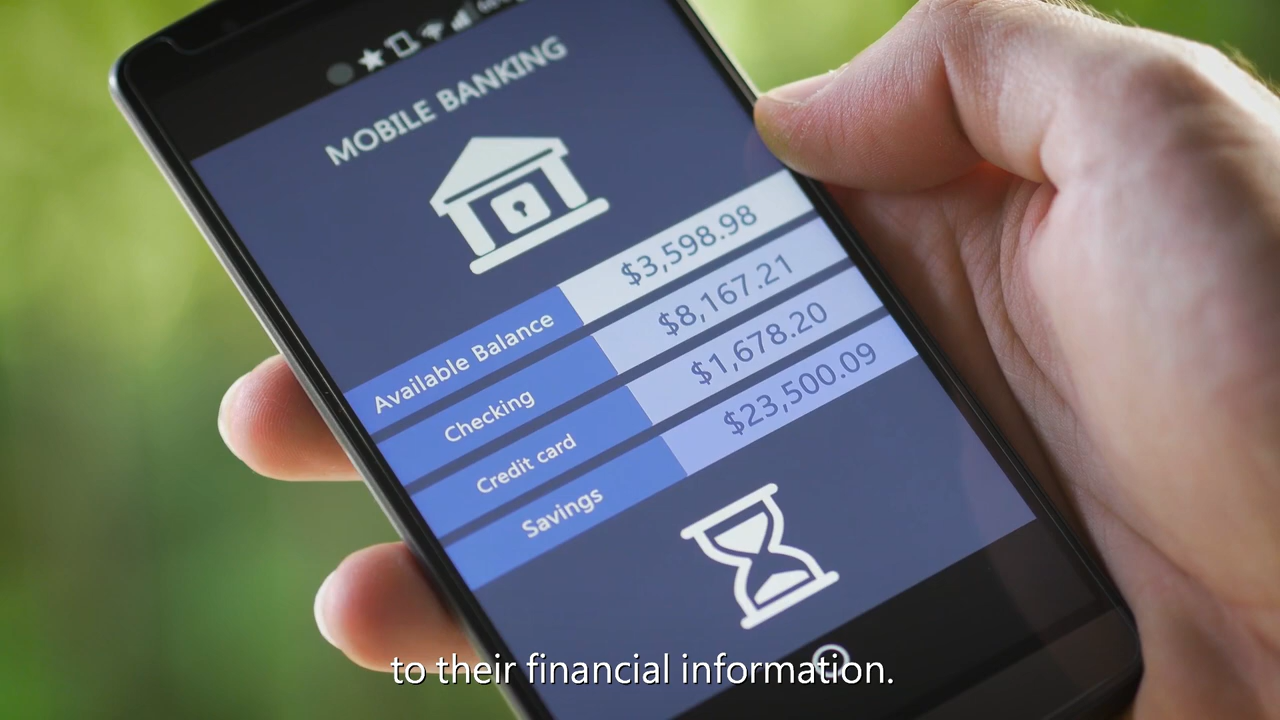 MOBILE BANKING
Available Balance $3,598.98
Checking $8,167.21
Credit card $1,678.20
Savings $23,500.09
to their financial information.